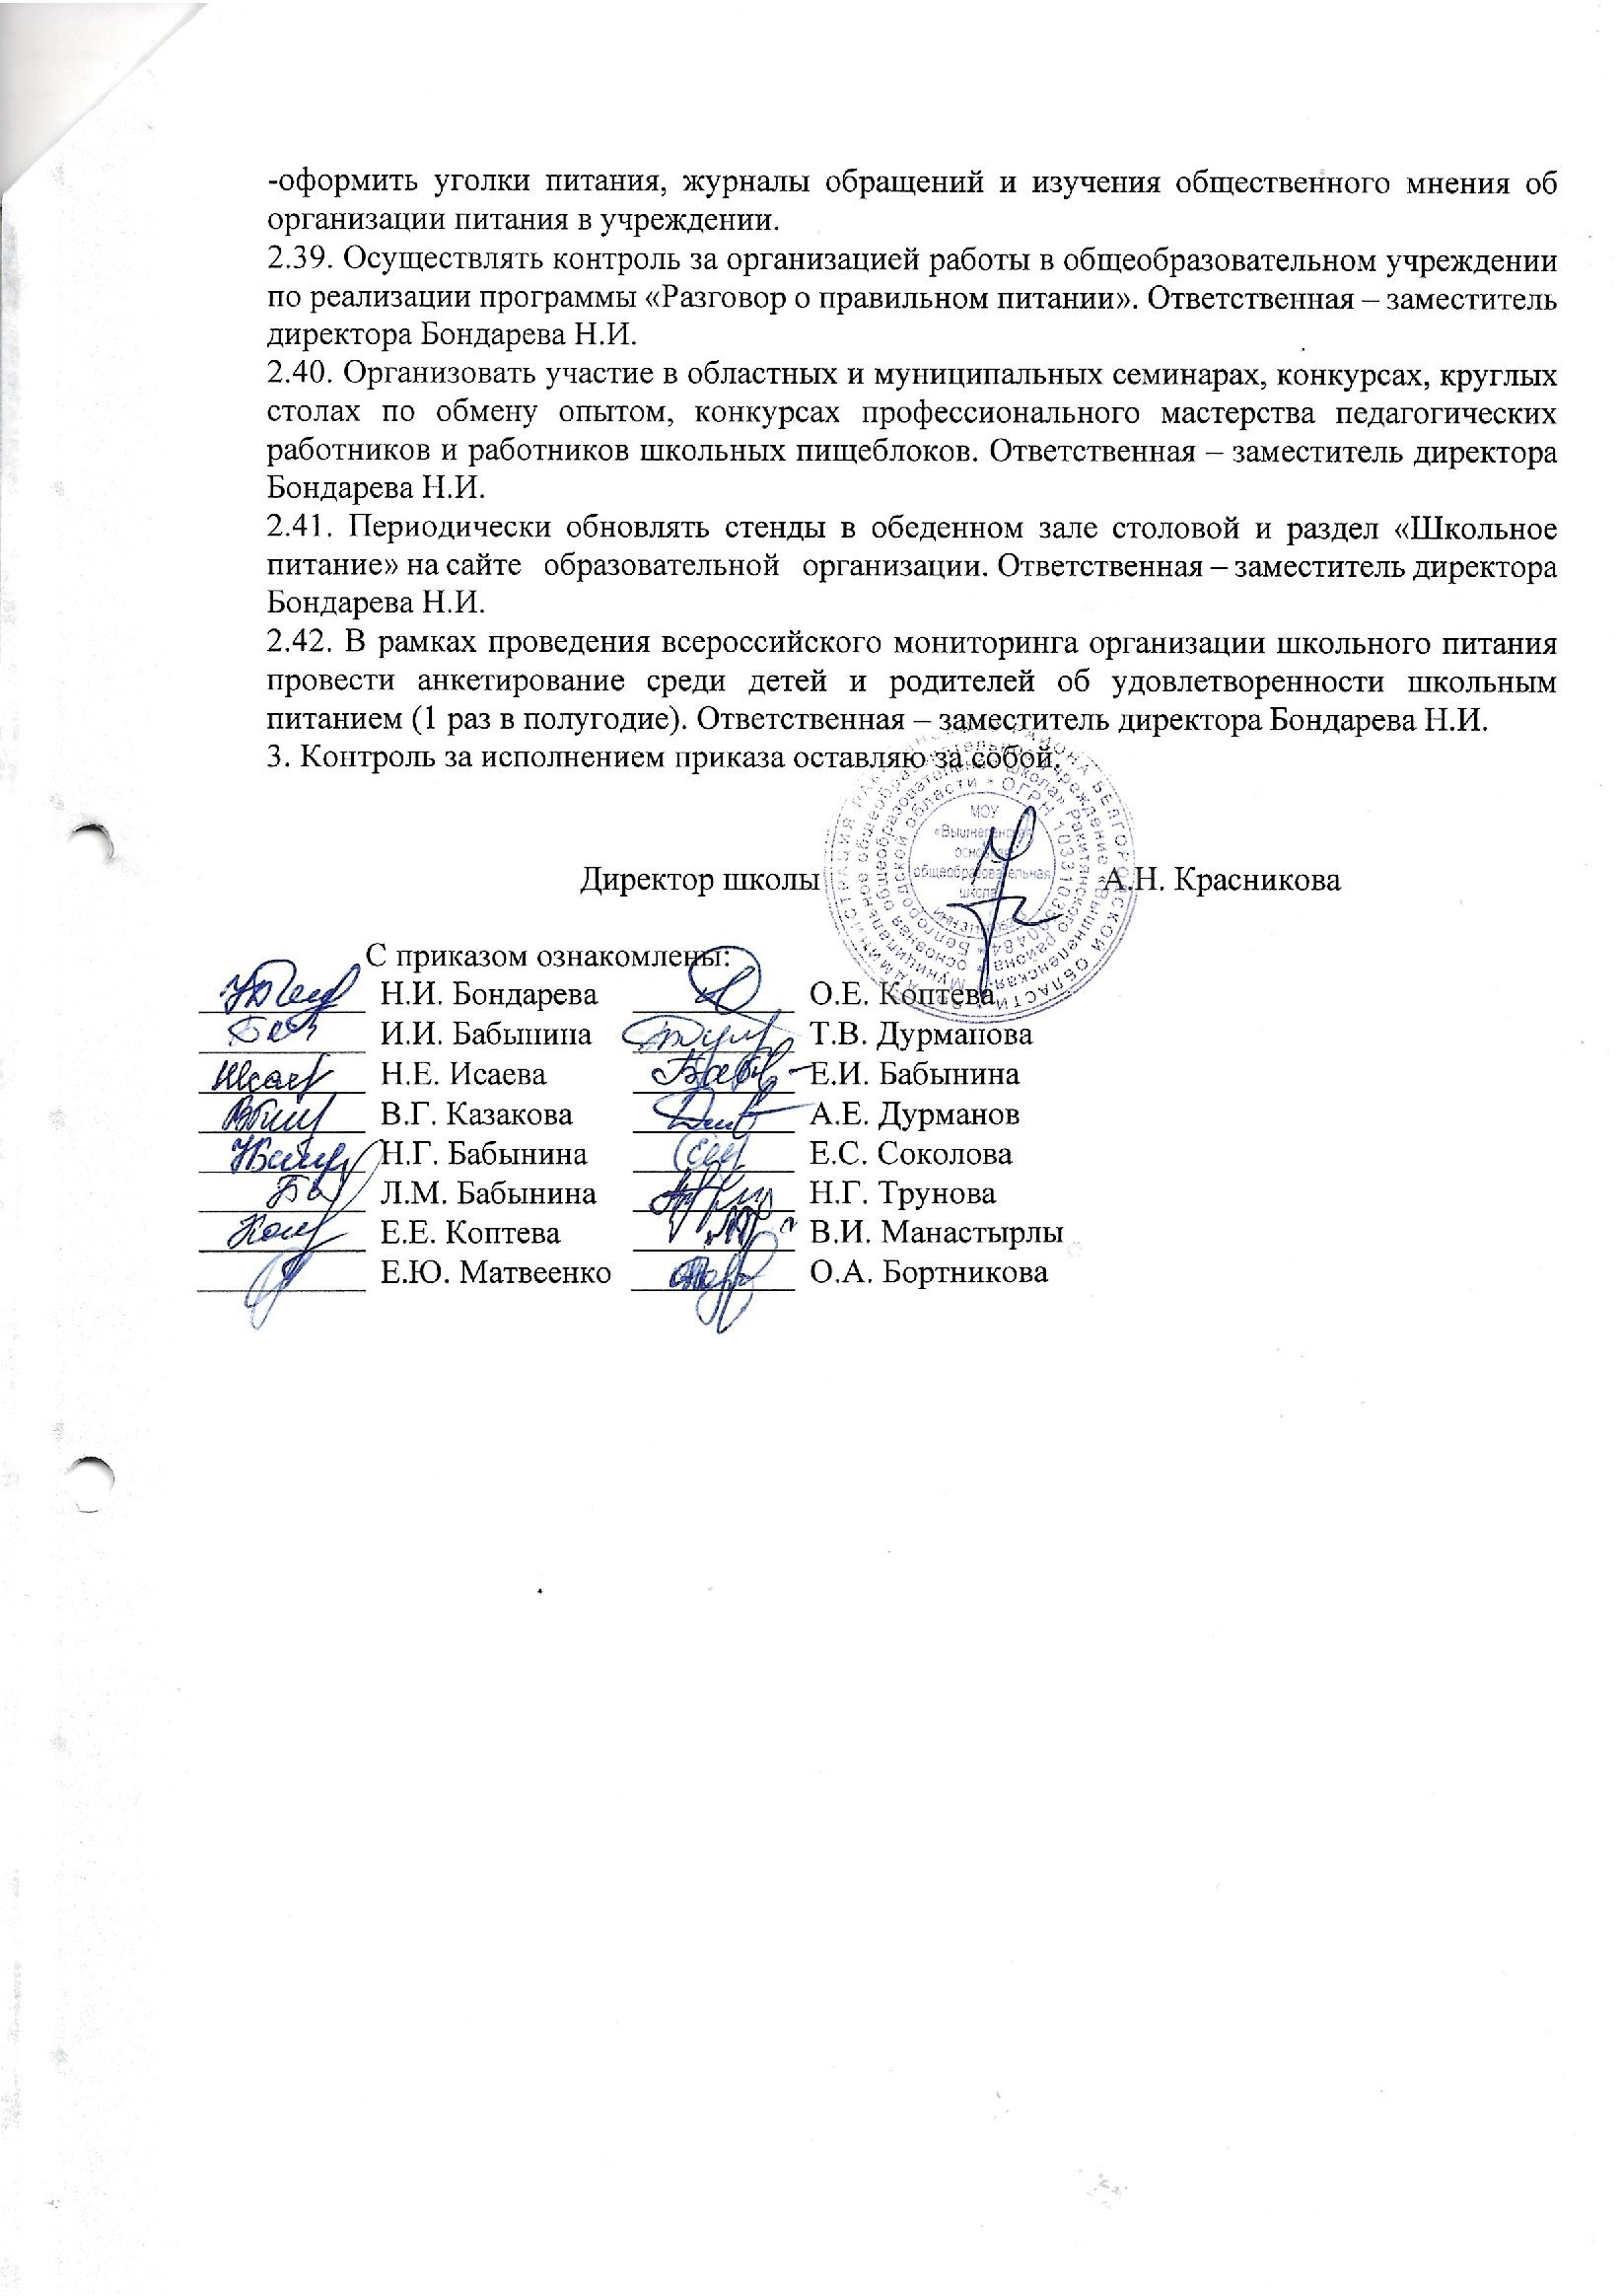 -оформить уголки питания, журналы обращений и изучения общественного мнения об
организации питания в учреждении.
2.39. Осуществлять контроль за организацией работы в общеобразовательном учреждении
по реализации программы «Разговор о правильном питании». Ответственная – заместитель
директора Бондарева Н.И.
2.40. Организовать участие в областных и муниципальных семинарах, конкурсах, круглых
столах по обмену опытом, конкурсах профессионального мастерства педагогических
работников и работников школьных пищеблоков. Ответственная – заместитель директора
Бондарева Н.И.
2.41. Периодически обновлять стенды в обеденном зале столовой и раздел «Школьное
питание» на сайте образовательной организации. Ответственная – заместитель директора
Бондарева Н.И.
2.42. В рамках проведения всероссийского мониторинга организации школьного питания
провести анкетирование среди детей и родителей об удовлетворенности школьным
питанием (1 раз в полугодие). Ответственная – заместитель директора Бондарева Н.И.
3. Контроль за исполнением приказа оставляю за собой.
МОУ
общеобразовательная
школа
Директор школы А.Н. Красникова
С приказом ознакомлены:
Н.И. Бондарева О.Е. Коптева
И.И. Бабынина Т.В. Дурманова
Н.Е. Исаева Е.И. Бабынина
В.Г. Казакова А.Е. Дурманов
Н.Г. Бабынина Е.С. Соколова
Л.М. Бабынина Н.Г. Трунова
Е.Е. Коптева В.И. Манастырлы
Е.Ю. Матвеенко О.А. Бортникова